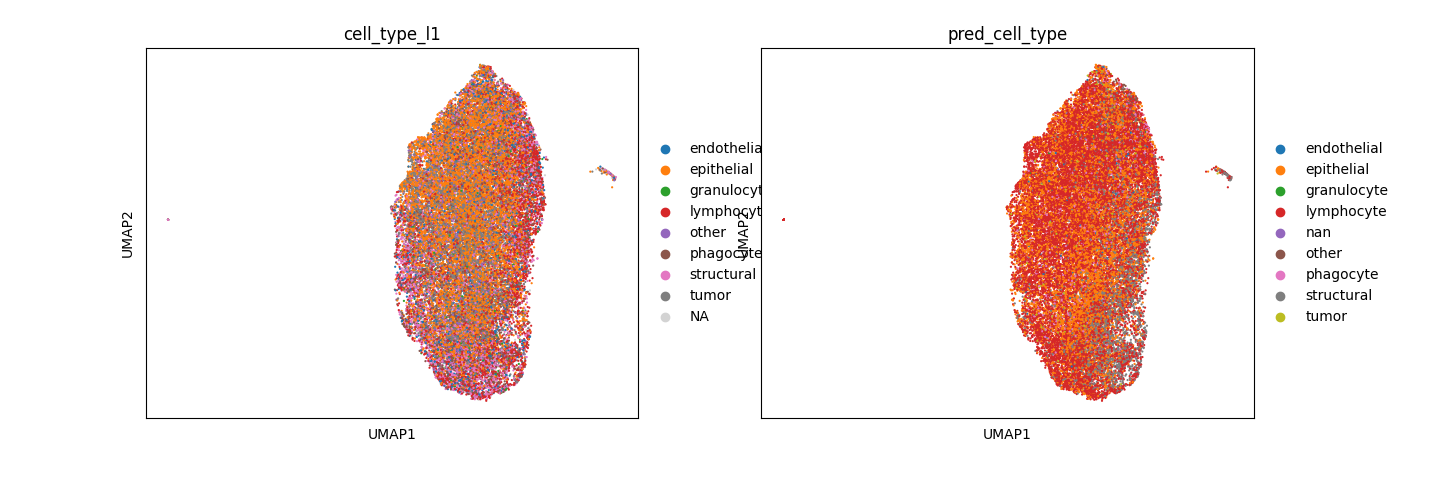 cell_type_l1
UMAP2
UMAP1
endothelia
epithelial
granulocyt
lymphocyt
other
phagocyte
structural
tumor
NA
pred_cell_type
UMAP2
UMAP1
endothelial
epithelial
granulocyte
lymphocyte
nan
other
phagocyte
structural
tumor